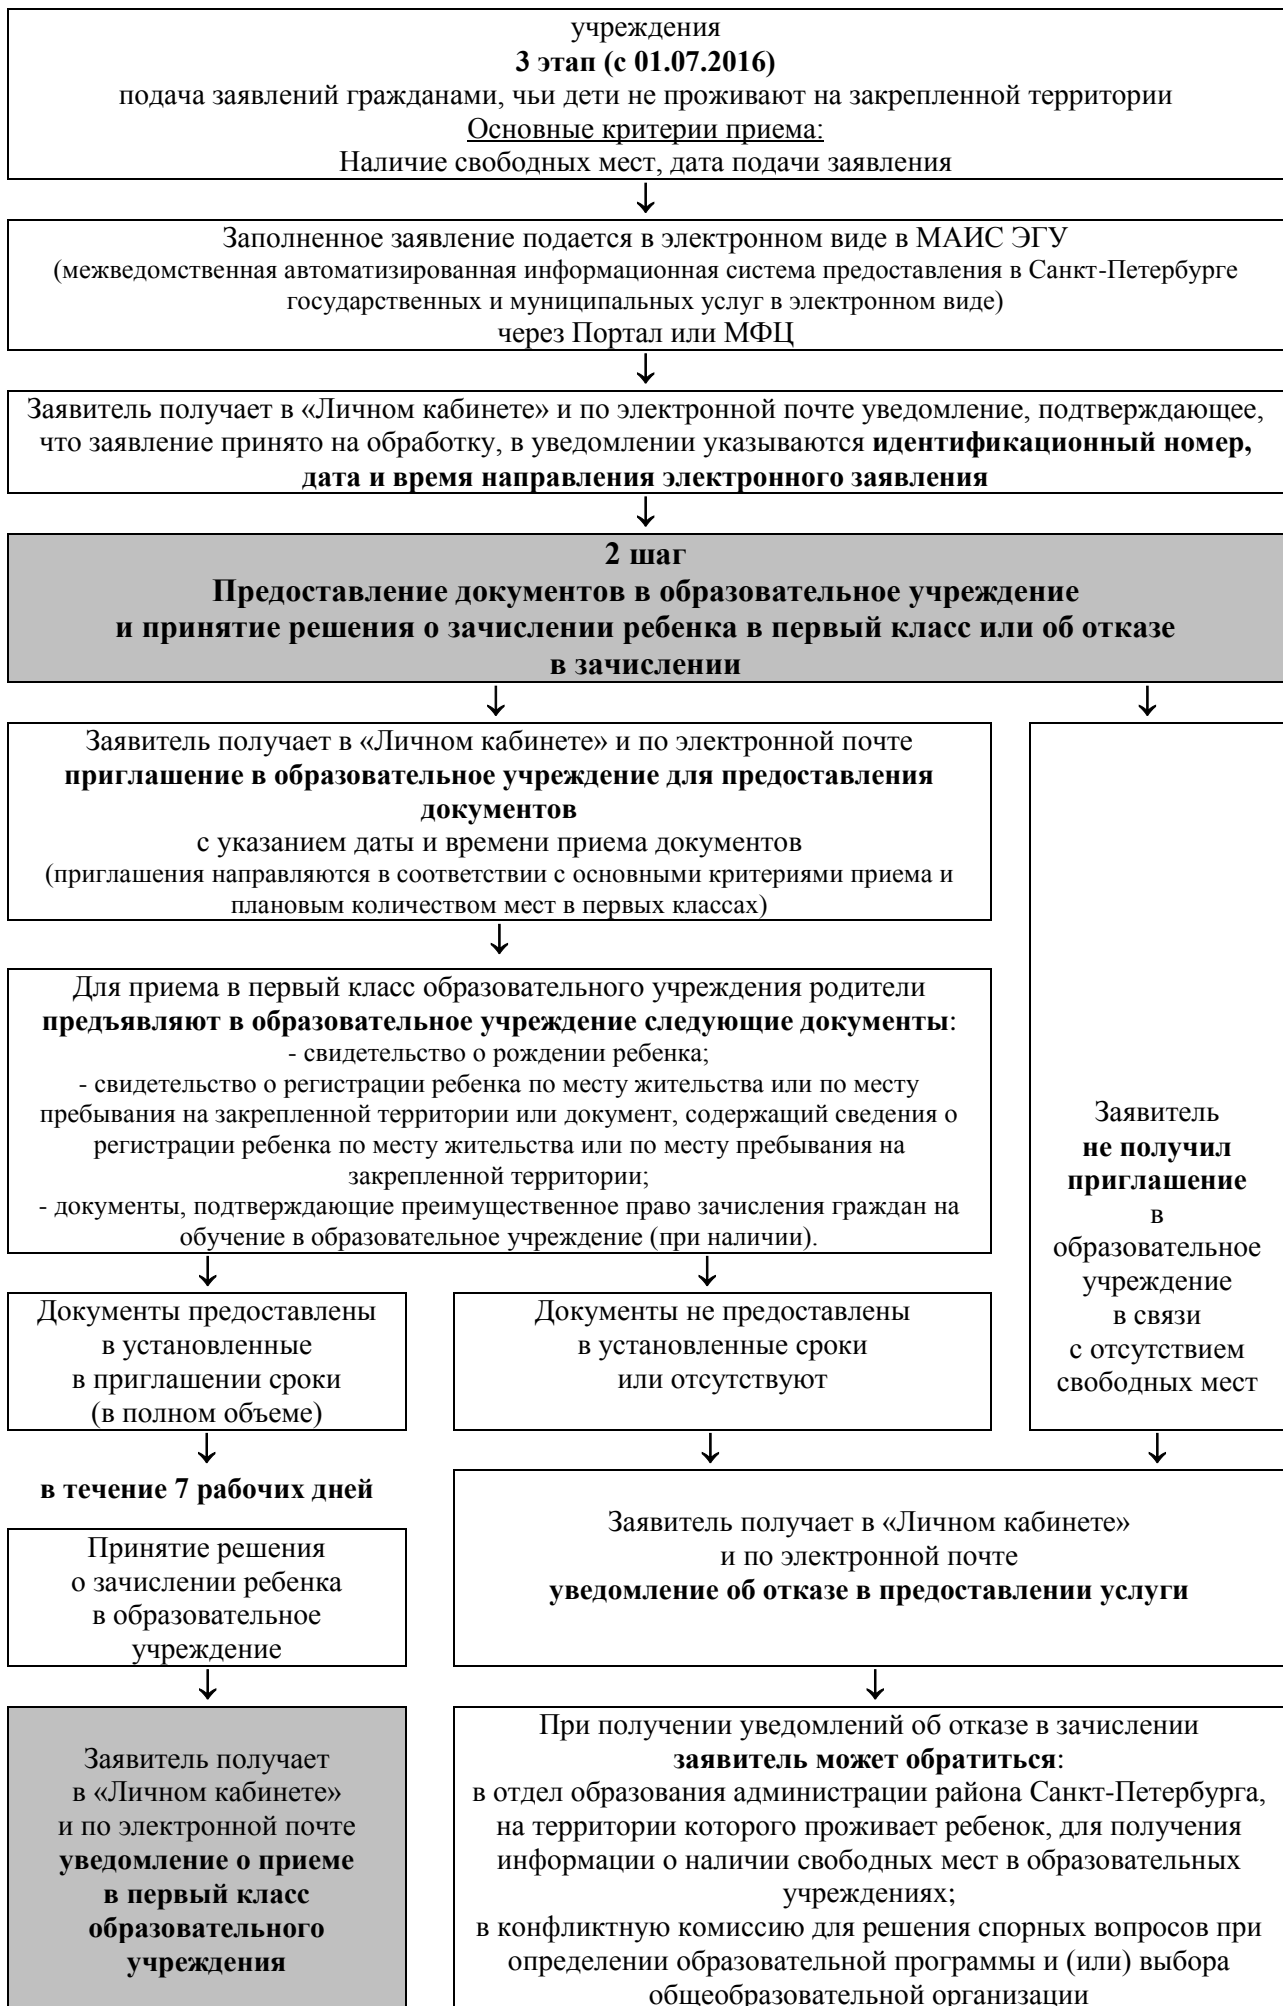 учреждения
3 этап (с 01.07.2016)
подача заявлений гражданами, чьи дети не проживают на закрепленной территории
Основные критерии приема:
Наличие свободных мест, дата подачи заявления
Заполненное заявление подается в электронном виде в МАИС ЭГУ
(межведомственная автоматизированная информационная система предоставления в Санкт-Петербурге
государственных и муниципальных услуг в электронном виде)
через Портал или МФЦ
Заявитель получает в «Личном кабинете» и по электронной почте уведомление, подтверждающее,
что заявление принято на обработку, в уведомлении указываются идентификационный номер,
дата и время направления электронного заявления
2 шаг
Предоставление документов в образовательное учреждение
и принятие решения о зачислении ребенка в первый класс или об отказе
в зачислении
Заявитель получает в «Личном кабинете» и по электронной почте
приглашение в образовательное учреждение для предоставления
документов
с указанием даты и времени приема документов
(приглашения направляются в соответствии с основными критериями приема и
плановым количеством мест в первых классах)
Для приема в первый класс образовательного учреждения родители
предъявляют в образовательное учреждение следующие документы:
- свидетельство о рождении ребенка;
- свидетельство о регистрации ребенка по месту жительства или по месту
пребывания на закрепленной территории или документ, содержащий сведения о
регистрации ребенка по месту жительства или по месту пребывания на
закрепленной территории;
- документы, подтверждающие преимущественное право зачисления граждан на
обучение в образовательное учреждение (при наличии).
Заявитель
не получил
приглашение
в
образовательное
учреждение
в связи
с отсутствием
свободных мест
Документы предоставлены
в установленные
в приглашении сроки
(в полном объеме)
Документы не предоставлены
в установленные сроки
или отсутствуют
в течение 7 рабочих дней
Принятие решения
о зачислении ребенка
в образовательное
учреждение
Заявитель получает в «Личном кабинете»
и по электронной почте
уведомление об отказе в предоставлении услуги
Заявитель получает
в «Личном кабинете»
и по электронной почте
уведомление о приеме
в первый класс
образовательного
учреждения
При получении уведомлений об отказе в зачислении
заявитель может обратиться:
в отдел образования администрации района Санкт-Петербурга,
на территории которого проживает ребенок, для получения
информации о наличии свободных мест в образовательных
учреждениях;
в конфликтную комиссию для решения спорных вопросов при
определении образовательной программы и (или) выбора
общеобразовательной организации